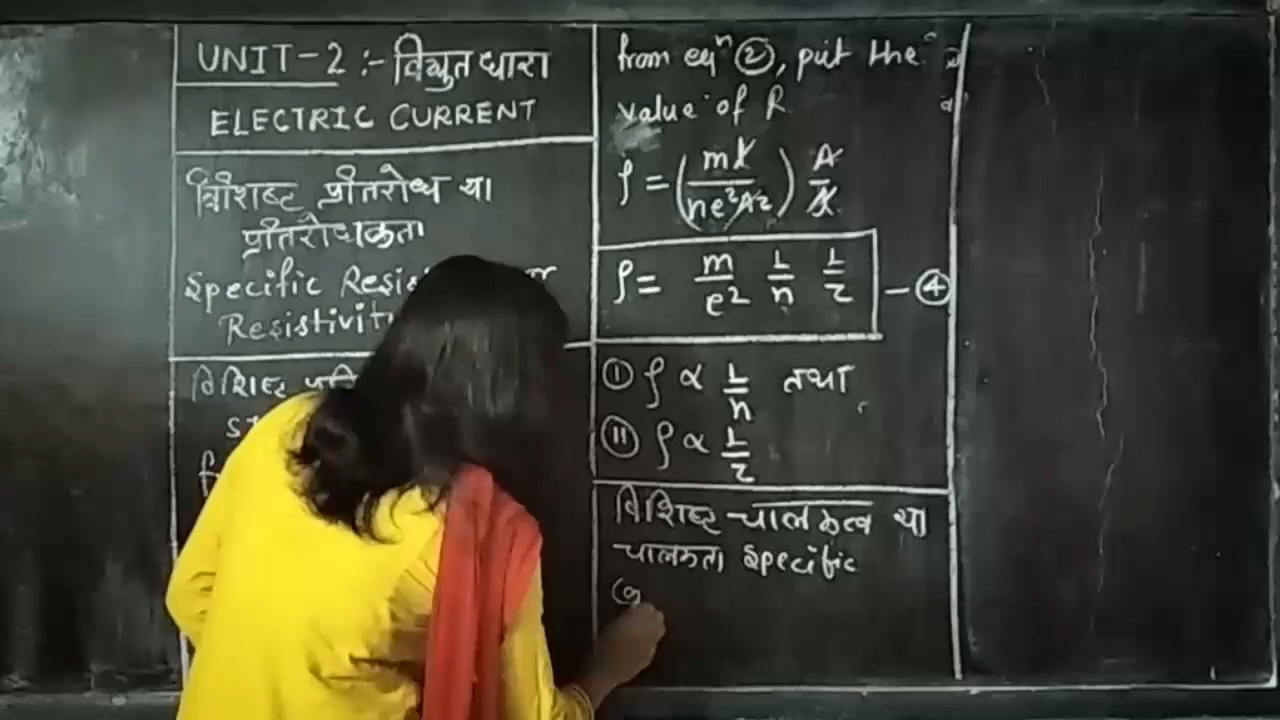 UNIT-2 :- विद्युत धारा
ELECTRIC CURRENT
विशिष्ट प्रतिरोध या
प्रतिरोधकता
Specific
Resistivit
विशिष्ट
from eqⁿ ②, put the
value of R
ρ = (ml/ne²Aτ) A/l
ρ = m/e² 1/n 1/τ - ④
① ρ ∝ 1/n तथा
② ρ ∝ 1/τ
विशिष्ट चालकत्व या
चालकता Specific